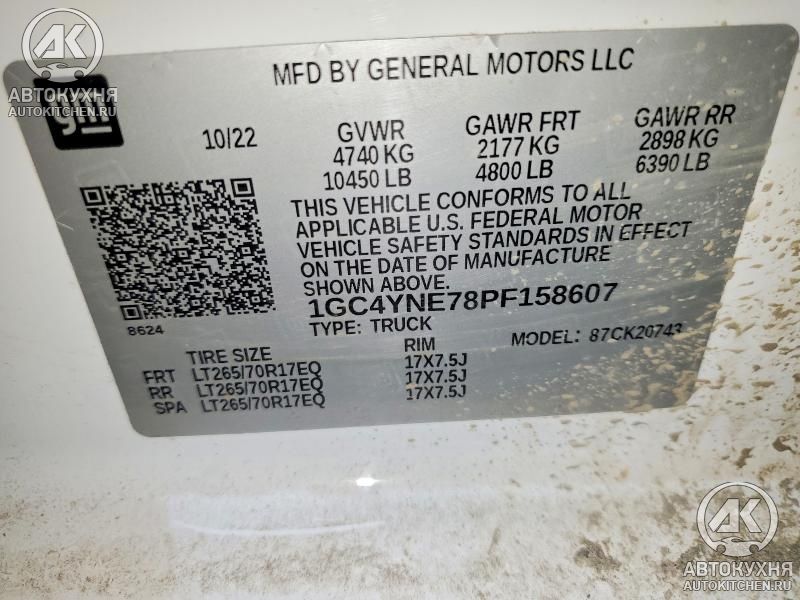 AK
АВТОКУХНЯ
AUTOKITCHEN.RU
gm
MFD BY GENERAL MOTORS LLC
10/22
GVWR GAWR FRT GAWR RR
4740 KG 2177 KG 2898 KG
10450 LB 4800 LB 6390 LB
THIS VEHICLE CONFORMS TO ALL
APPLICABLE U.S. FEDERAL MOTOR
VEHICLE SAFETY STANDARDS IN EFFECT
ON THE DATE OF MANUFACTURE
SHOWN ABOVE.
1GC4YNE78PF158607
TYPE: TRUCK MODEL: 87CK20743
8624
TIRE SIZE RIM
FRT LT265/70R17EQ 17X7.5J
RR LT265/70R17EQ 17X7.5J
SPA LT265/70R17EQ 17X7.5J
AK
АВТОКУХНЯ
AUTOKITCHEN.RU